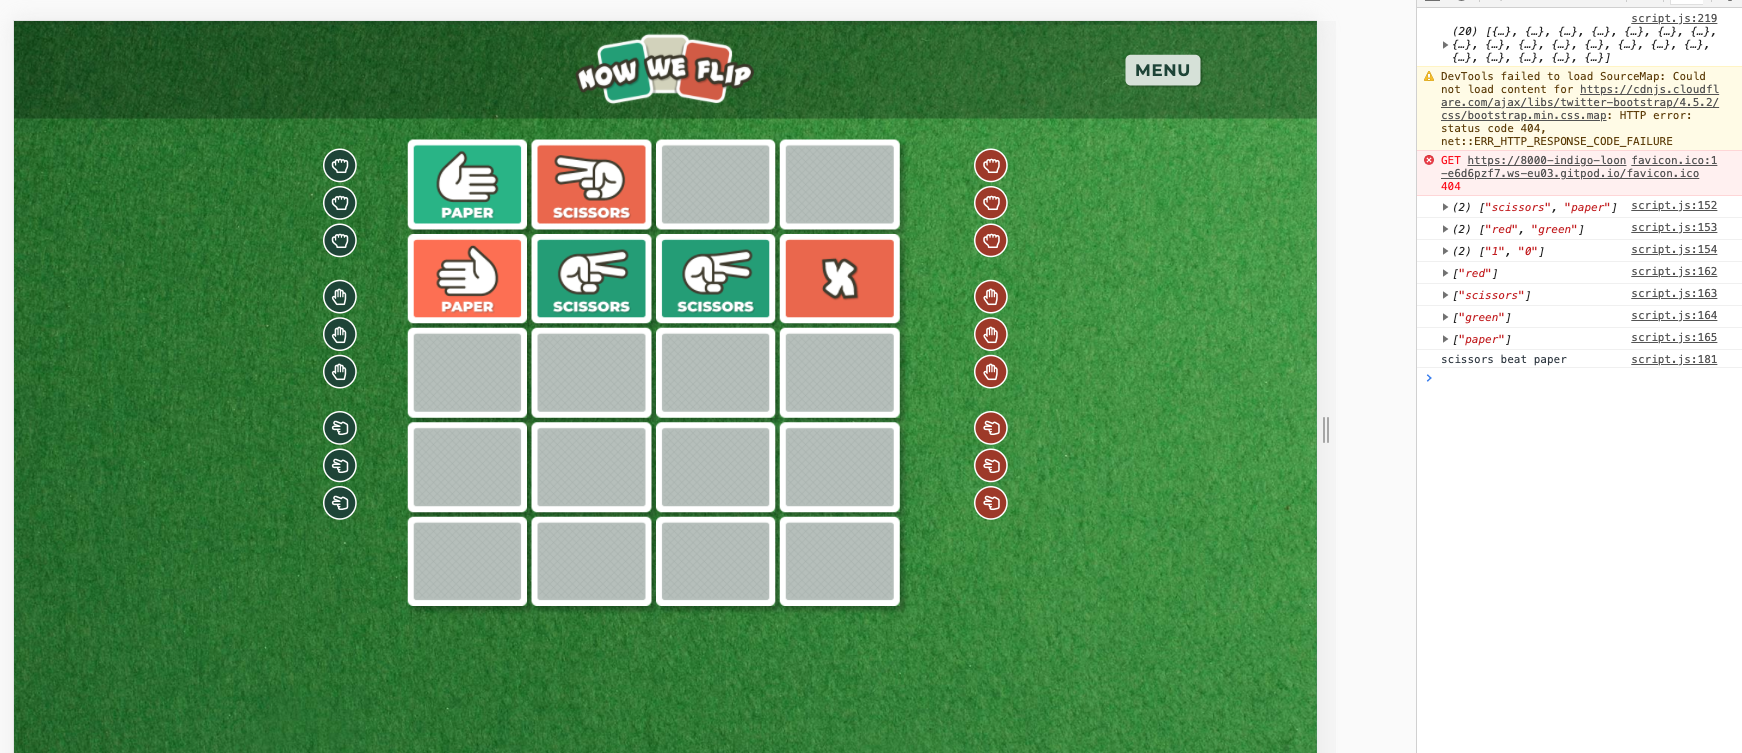 NOW WE FLIP
MENU
PAPER
SCISSORS
PAPER
SCISSORS
SCISSORS
X
script.js:219
(20) [{…}, {…}, {…}, {…}, {…}, {…}, {…},
{…}, {…}, {…}, {…}, {…}, {…}, {…}, {…},
{…}, {…}, {…}, {…}, {…}]
DevTools failed to load SourceMap: Could
not load content for https://cdnjs.cloudfl
are.com/ajax/libs/twitter-bootstrap/4.5.2/
css/bootstrap.min.css.map: HTTP error:
status code 404,
net::ERR_HTTP_RESPONSE_CODE_FAILURE
GET https://8000-indigo-loon favicon.ico:1
-e6d6pzf7.ws-eu03.gitpod.io/favicon.ico
404
(2) ["scissors", "paper"] script.js:152
(2) ["red", "green"] script.js:153
(2) ["1", "0"] script.js:154
["red"] script.js:162
["scissors"] script.js:163
["green"] script.js:164
["paper"] script.js:165
scissors beat paper script.js:181